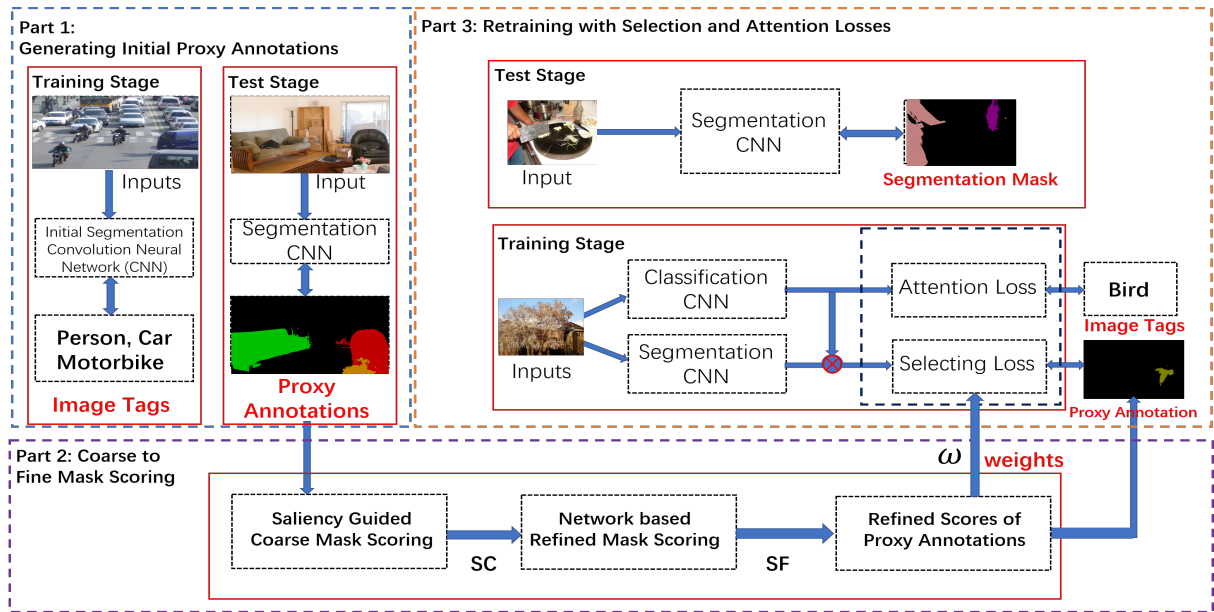 Part 1:
Generating Initial Proxy Annotations
Training Stage
Inputs
Initial Segmentation
Convolution Neural
Network (CNN)
Person, Car
Motorbike
Image Tags
Test Stage
Input
Segmentation
CNN
Proxy
Annotations
Part 3: Retraining with Selection and Attention Losses
Test Stage
Input
Segmentation
CNN
Segmentation Mask
Training Stage
Inputs
Classification
CNN
Segmentation
CNN
Attention Loss
Selecting Loss
Bird
Image Tags
Proxy Annotation
Part 2: Coarse to
Fine Mask Scoring
Saliency Guided
Coarse Mask Scoring
SC
Network based
Refined Mask Scoring
SF
Refined Scores of
Proxy Annotations
ω weights